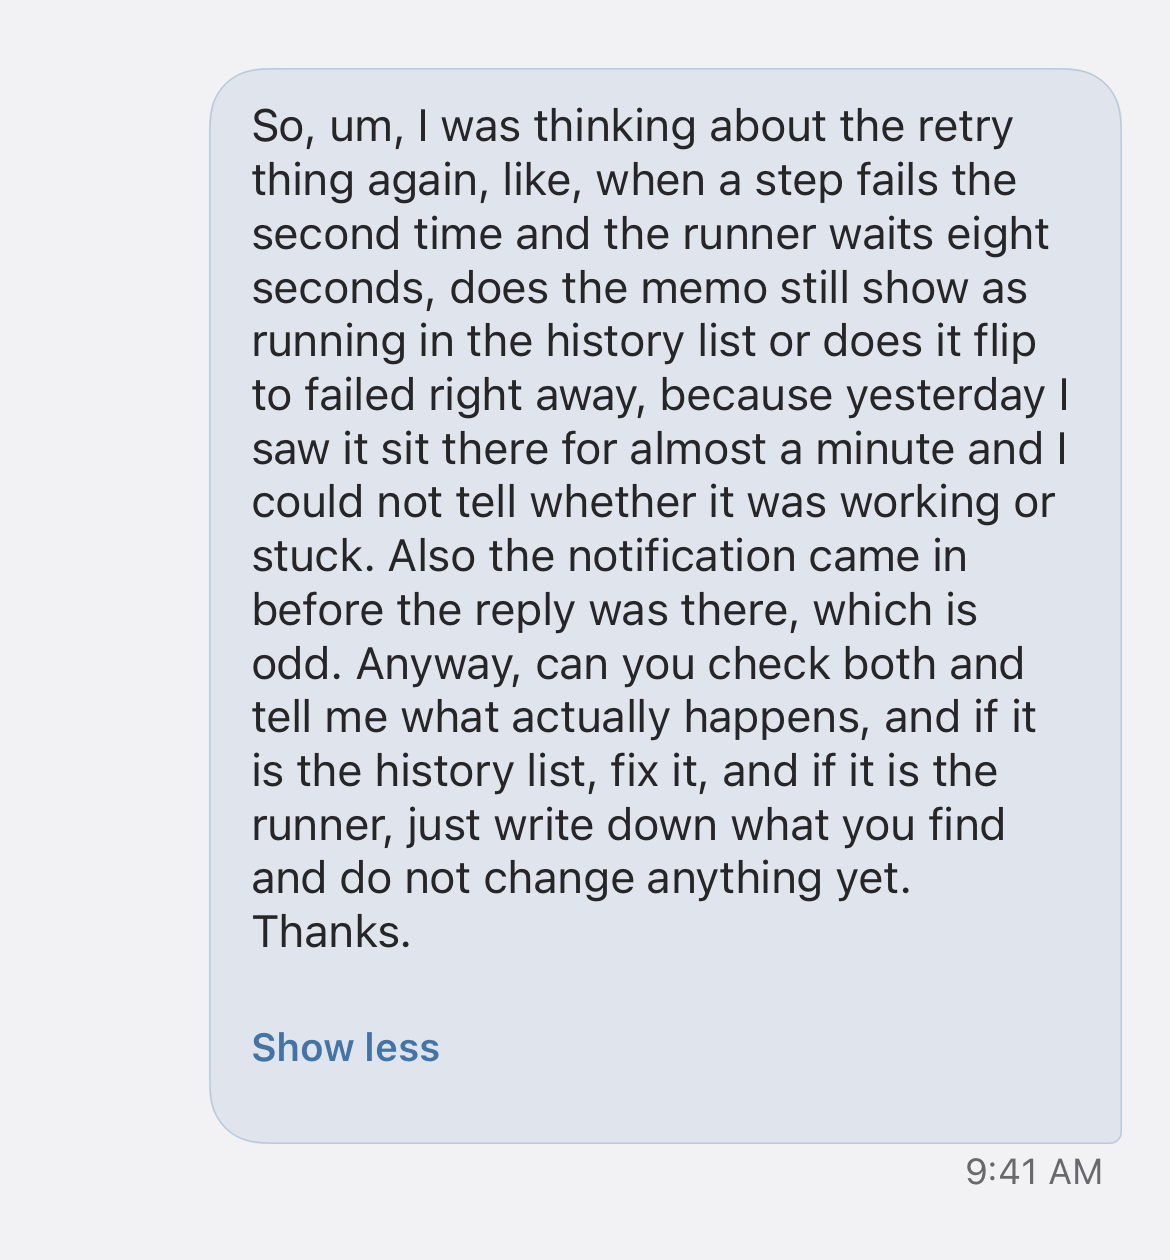 So, um, I was thinking about the retry
thing again, like, when a step fails the
second time and the runner waits eight
seconds, does the memo still show as
running in the history list or does it flip
to failed right away, because yesterday I
saw it sit there for almost a minute and I
could not tell whether it was working or
stuck. Also the notification came in
before the reply was there, which is
odd. Anyway, can you check both and
tell me what actually happens, and if it
is the history list, fix it, and if it is the
runner, just write down what you find
and do not change anything yet.
Thanks.
Show less
9:41 AM